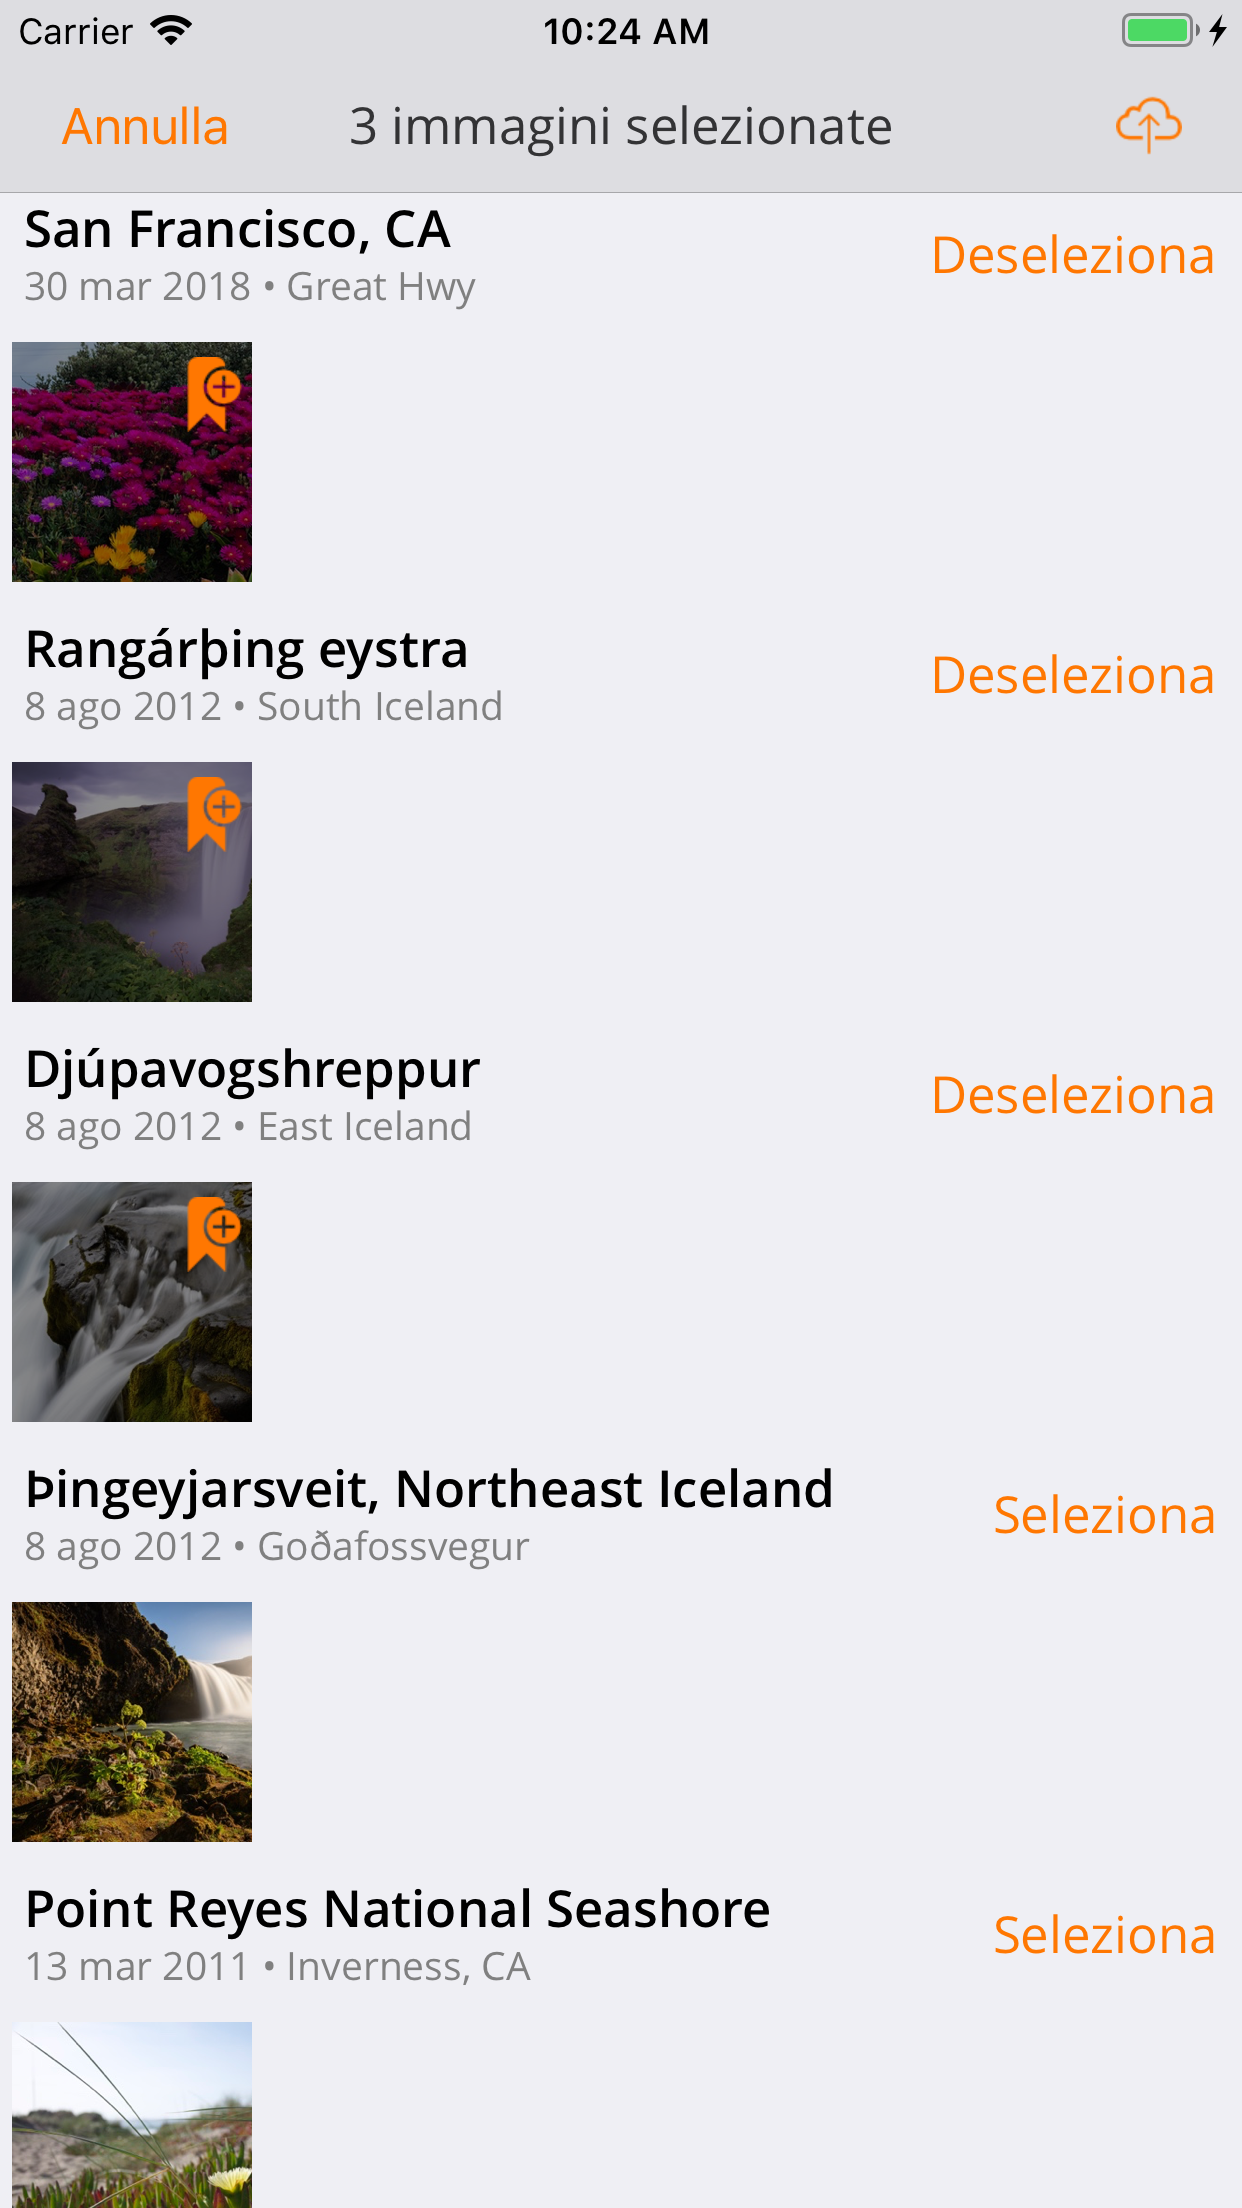 Carrier 10:24 AM
Annulla 3 immagini selezionate
San Francisco, CA
30 mar 2018 • Great Hwy
Deseleziona
Rangárþing eystra
8 ago 2012 • South Iceland
Deseleziona
Djúpavogshreppur
8 ago 2012 • East Iceland
Deseleziona
Þingeyjarsveit, Northeast Iceland
8 ago 2012 • Goðafossvegur
Seleziona
Point Reyes National Seashore
13 mar 2011 • Inverness, CA
Seleziona